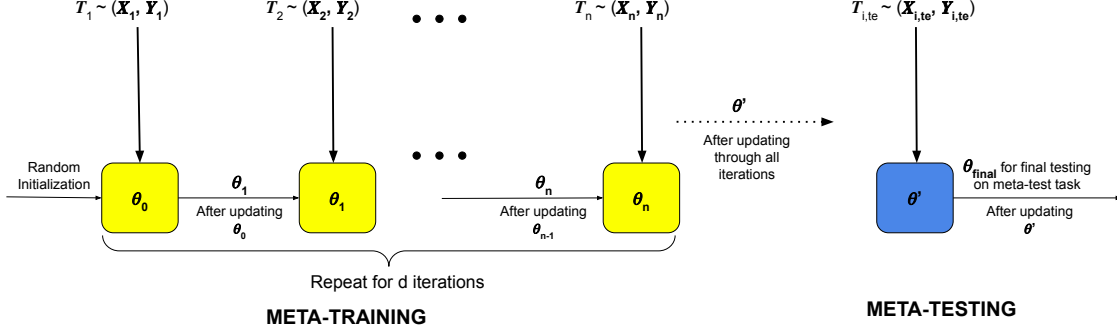 T1 ~ (X1, Y1)
T2 ~ (X2, Y2)
Tn ~ (Xn, Yn)
Ti,te ~ (Xi,te, Yi,te)
θ'
After updating
through all
iterations
Random
Initialization
θ0
θ1
After updating
θ0
θ1
θn
After updating
θn-1
θn
θ'
θfinal for final testing
on meta-test task
After updating
θ'
Repeat for d iterations
META-TRAINING
META-TESTING